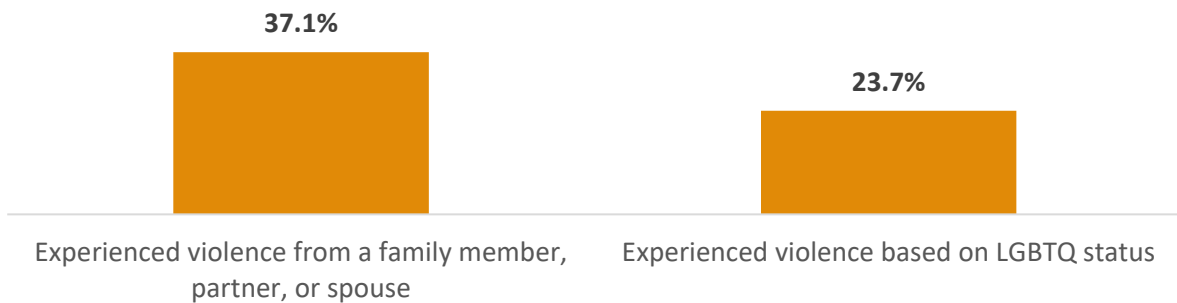 37.1%
23.7%
Experienced violence from a family member,
partner, or spouse
Experienced violence based on LGBTQ status